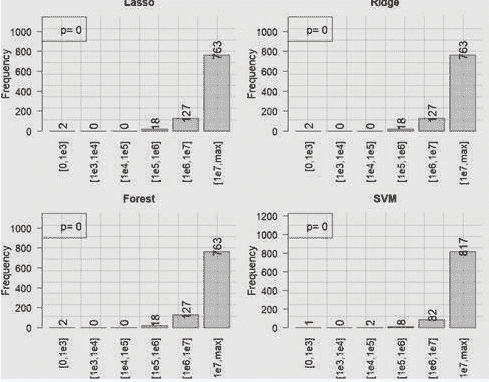 Lasso
p= 0
Frequency
1000
800
600
400
200
0
2
0
0
18
127
763
[0,1e3]
[1e3,1e4]
[1e4,1e5]
[1e5,1e6]
[1e6,1e7]
[1e7,max]
Ridge
p= 0
Frequency
1000
800
600
400
200
0
2
0
0
18
127
763
[0,1e3]
[1e3,1e4]
[1e4,1e5]
[1e5,1e6]
[1e6,1e7]
[1e7,max]
Forest
p= 0
Frequency
1000
800
600
400
200
0
2
0
0
18
127
763
[0,1e3]
[1e3,1e4]
[1e4,1e5]
[1e5,1e6]
[1e6,1e7]
1e7,max]
SVM
p= 0
Frequency
1200
1000
800
600
400
200
0
1
0
2
8
82
817
[0,1e3]
[1e3,1e4]
[1e4,1e5]
[1e5,1e6]
[1e6,1e7]
1e7,max]